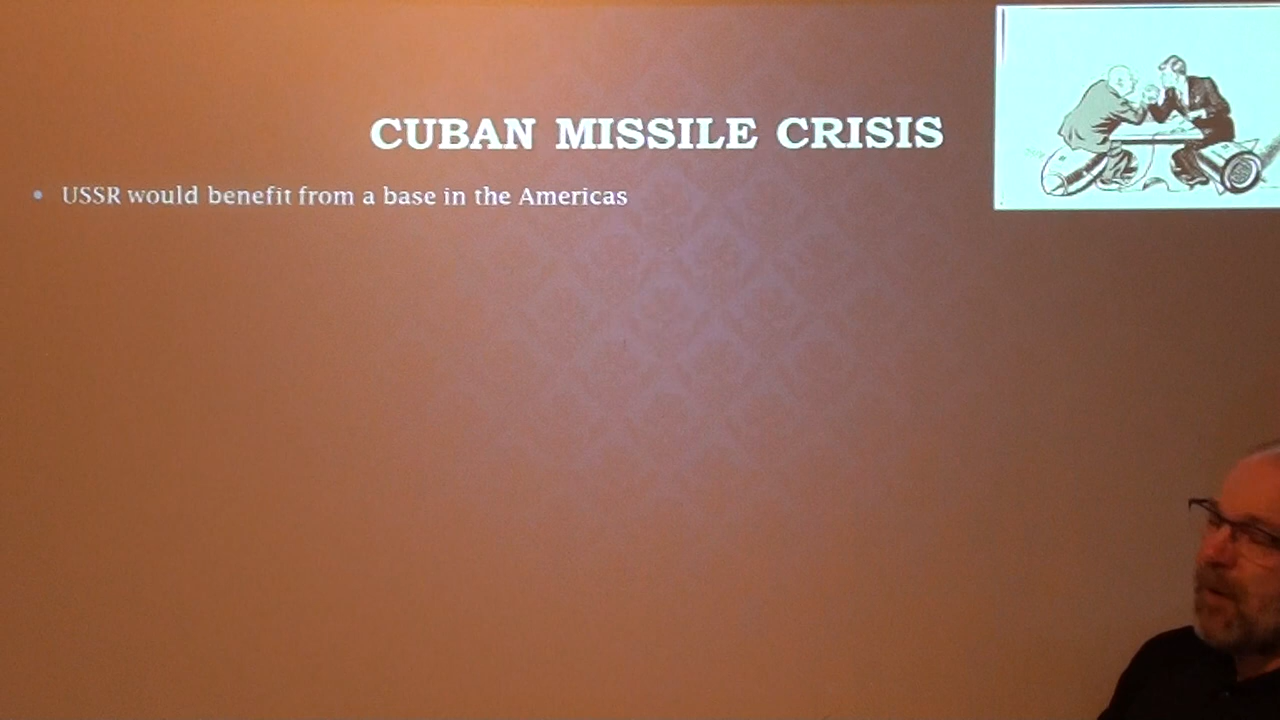 CUBAN MISSILE CRISIS
• USSR would benefit from a base in the Americas